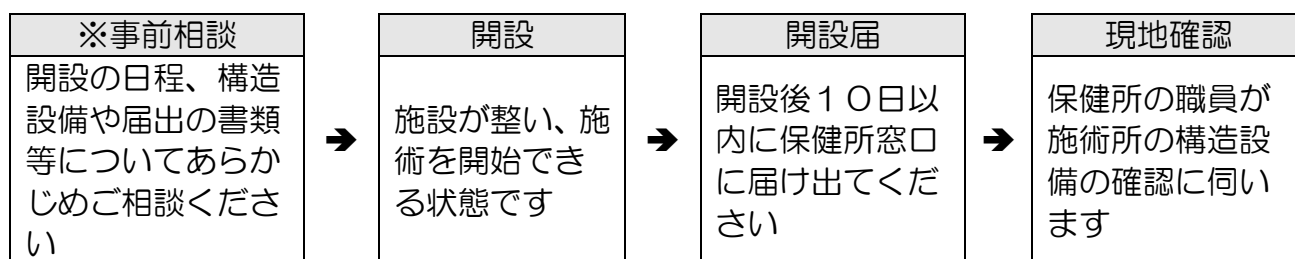 ※事前相談
開設の日程、構造
設備や届出の書類
等についてあらか
じめご相談くださ
い
➔
開設
施設が整い、施
術を開始でき
る状態です
➔
開設届
開設後１０日以
内に保健所窓口
に届け出てくだ
さい
➔
現地確認
保健所の職員が
施術所の構造設
備の確認に伺い
ます